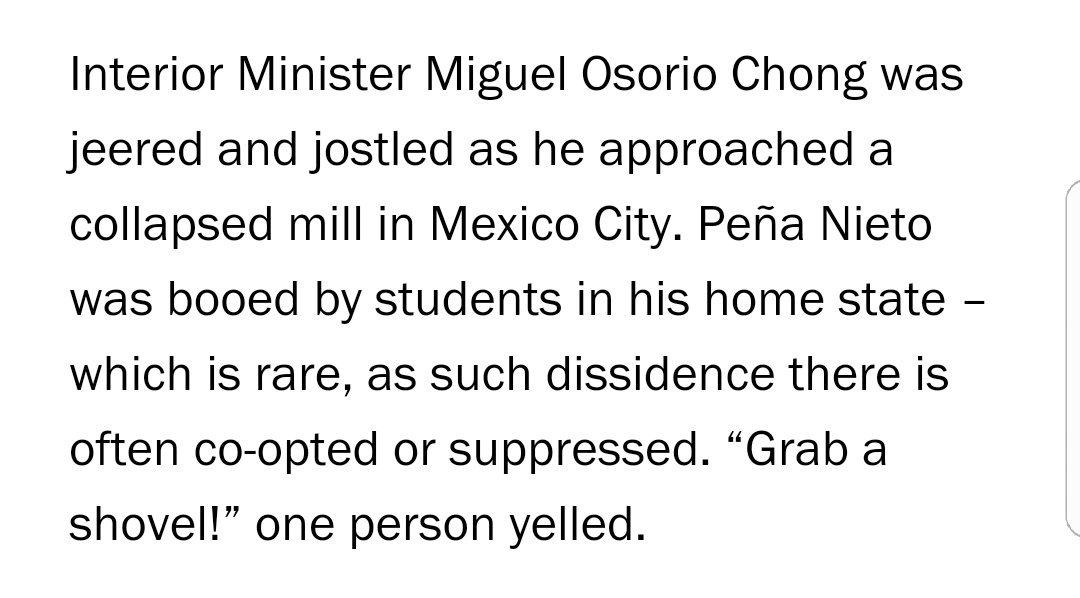 Interior Minister Miguel Osorio Chong was
jeered and jostled as he approached a
collapsed mill in Mexico City. Peña Nieto
was booed by students in his home state –
which is rare, as such dissidence there is
often co-opted or suppressed. “Grab a
shovel!” one person yelled.